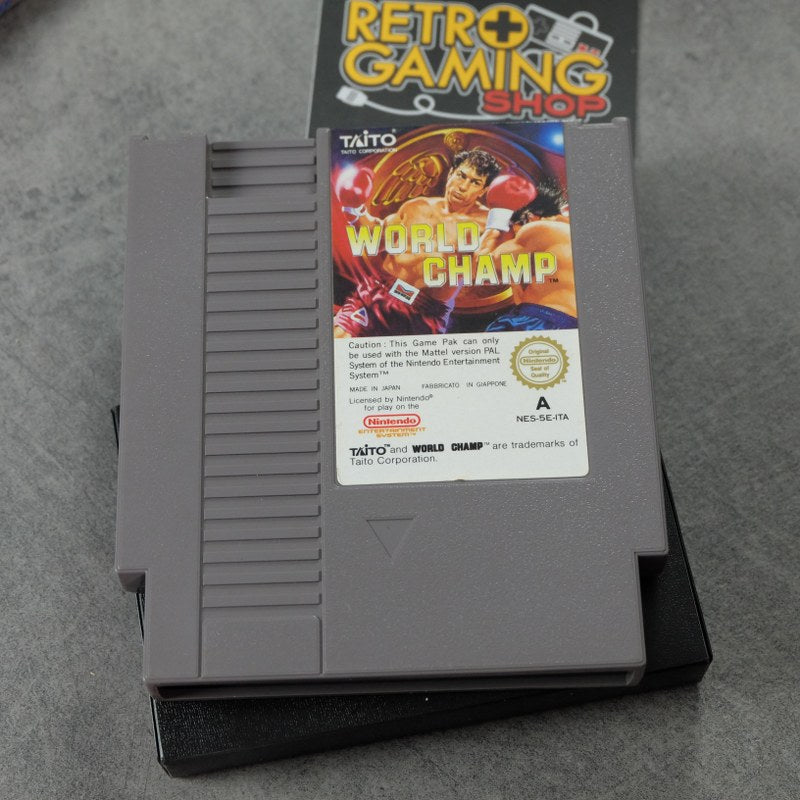 RETRO
GAMING
SHOP
TAITO®
TAITO CORPORATION
WORLD
CHAMP™
Caution : This Game Pak can only
be used with the Mattel version PAL
System of the Nintendo Entertainment
System™
MADE IN JAPAN FABBRICATO IN GIAPPONE
Licensed by Nintendo®
for play on the
Nintendo
ENTERTAINMENT
SYSTEM™
Original
Nintendo
Seal of
Quality
A
NES-5E-ITA
TAITO™ and WORLD CHAMP™ are trademarks of
Taito Corporation.